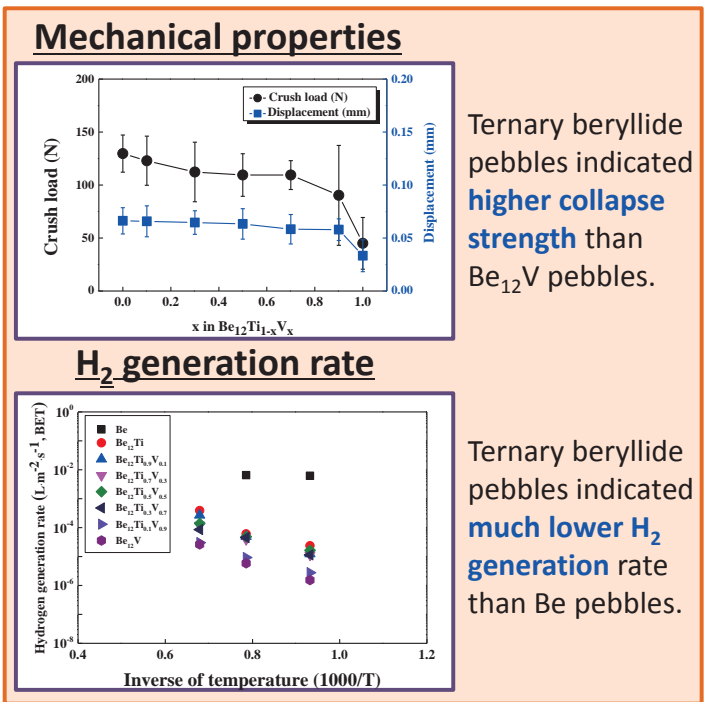 Mechanical properties
200
150
100
50
0
Crush load (N)
0.20
0.15
0.10
0.05
0.00
Displacement (mm)
Crush load (N)
Displacement (mm)
0.0 0.2 0.4 0.6 0.8 1.0
x in Be₁₂Ti₁₋ₓVₓ
Ternary beryllide
pebbles indicated
higher collapse
strength than
Be₁₂V pebbles.
H₂ generation rate
10⁰
10⁻²
10⁻⁴
10⁻⁶
10⁻⁸
Hydrogen generation rate (L·m⁻²·s⁻¹, BET)
Be
Be₁₂Ti
Be₁₂Ti₀.₉V₀.₁
Be₁₂Ti₀.₇V₀.₃
Be₁₂Ti₀.₅V₀.₅
Be₁₂Ti₀.₃V₀.₇
Be₁₂Ti₀.₁V₀.₉
Be₁₂V
0.4 0.6 0.8 1.0 1.2
Inverse of temperature (1000/T)
Ternary beryllide
pebbles indicated
much lower H₂
generation rate
than Be pebbles.